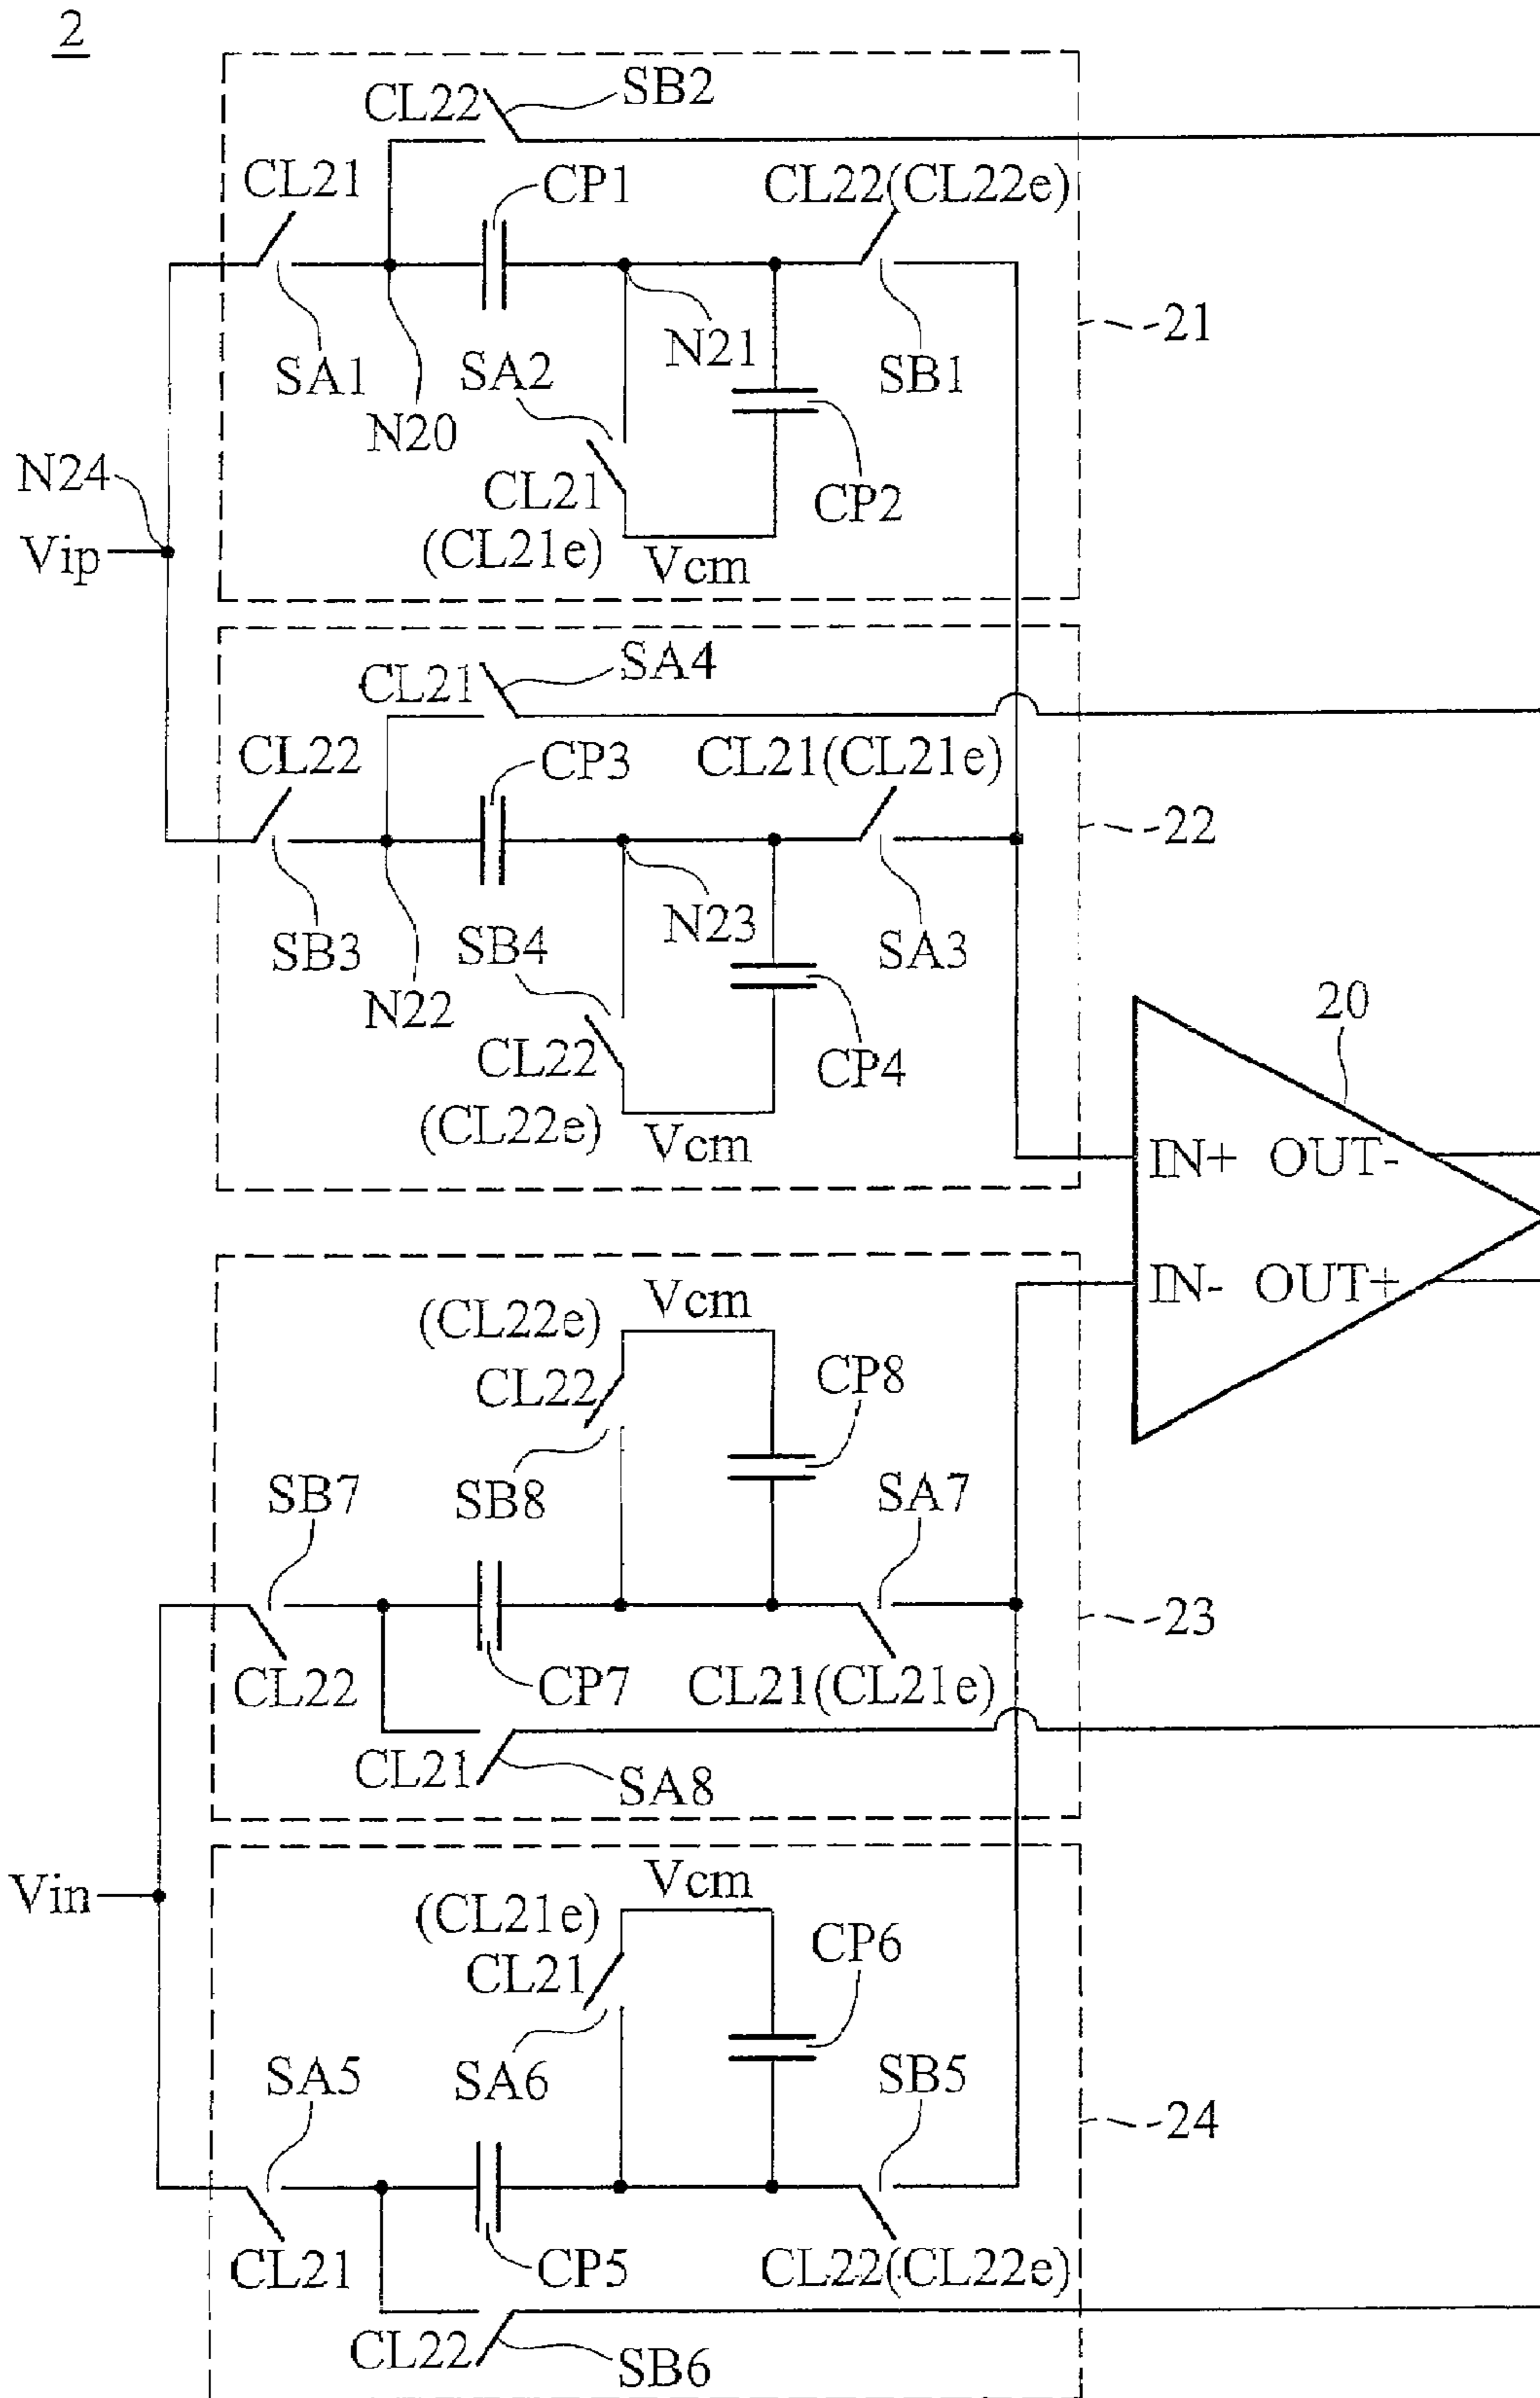 2
CL22
SB2
CL21
CP1
CL22(CL22e)
21
SA1
SA2
N21
SB1
N20
N24
CL21
(CL21e)
CP2
Vip
Vcm
CL21
SA4
CL22
CP3
CL21(CL21e)
22
SB3
SB4
N23
SA3
N22
20
CL22
(CL22e)
CP4
Vcm
IN+ OUT-
IN- OUT+
Vcm
(CL22e)
CL22
CP8
SB7
SB8
SA7
23
CL22
CP7
CL21(CL21e)
CL21
SA8
Vin
Vcm
(CL21e)
CL21
CP6
SA5
SA6
SB5
24
CL21
CP5
CL22(CL22e)
CL22
SB6